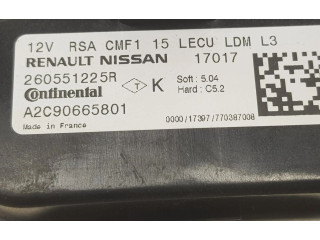 12V RSA CMF1 15 LECU LDM L3
RENAULT NISSAN 17017
260551225R
Soft : 5.04
Continental
T K
Hard : C5.2
A2C90665801
Made in France
0000/17397/770387008